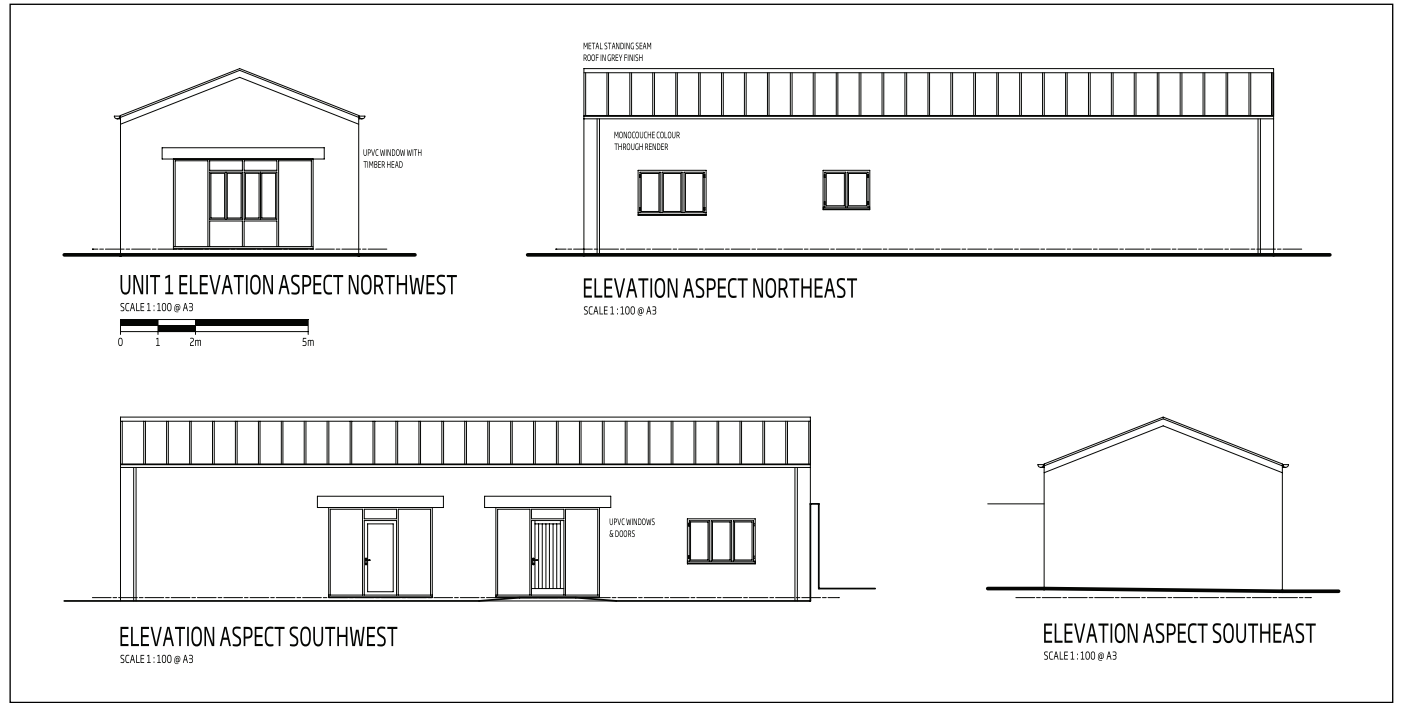 METAL STANDING SEAM
ROOF IN GREY FINISH
MONOCOUCHE COLOUR
THROUGH RENDER
UPVC WINDOW WITH
TIMBER HEAD
UNIT 1 ELEVATION ASPECT NORTHWEST
SCALE 1 : 100 @ A3
0 1 2m 5m
ELEVATION ASPECT NORTHEAST
SCALE 1 : 100 @ A3
UPVC WINDOWS
& DOORS
ELEVATION ASPECT SOUTHWEST
SCALE 1 : 100 @ A3
ELEVATION ASPECT SOUTHEAST
SCALE 1 : 100 @ A3